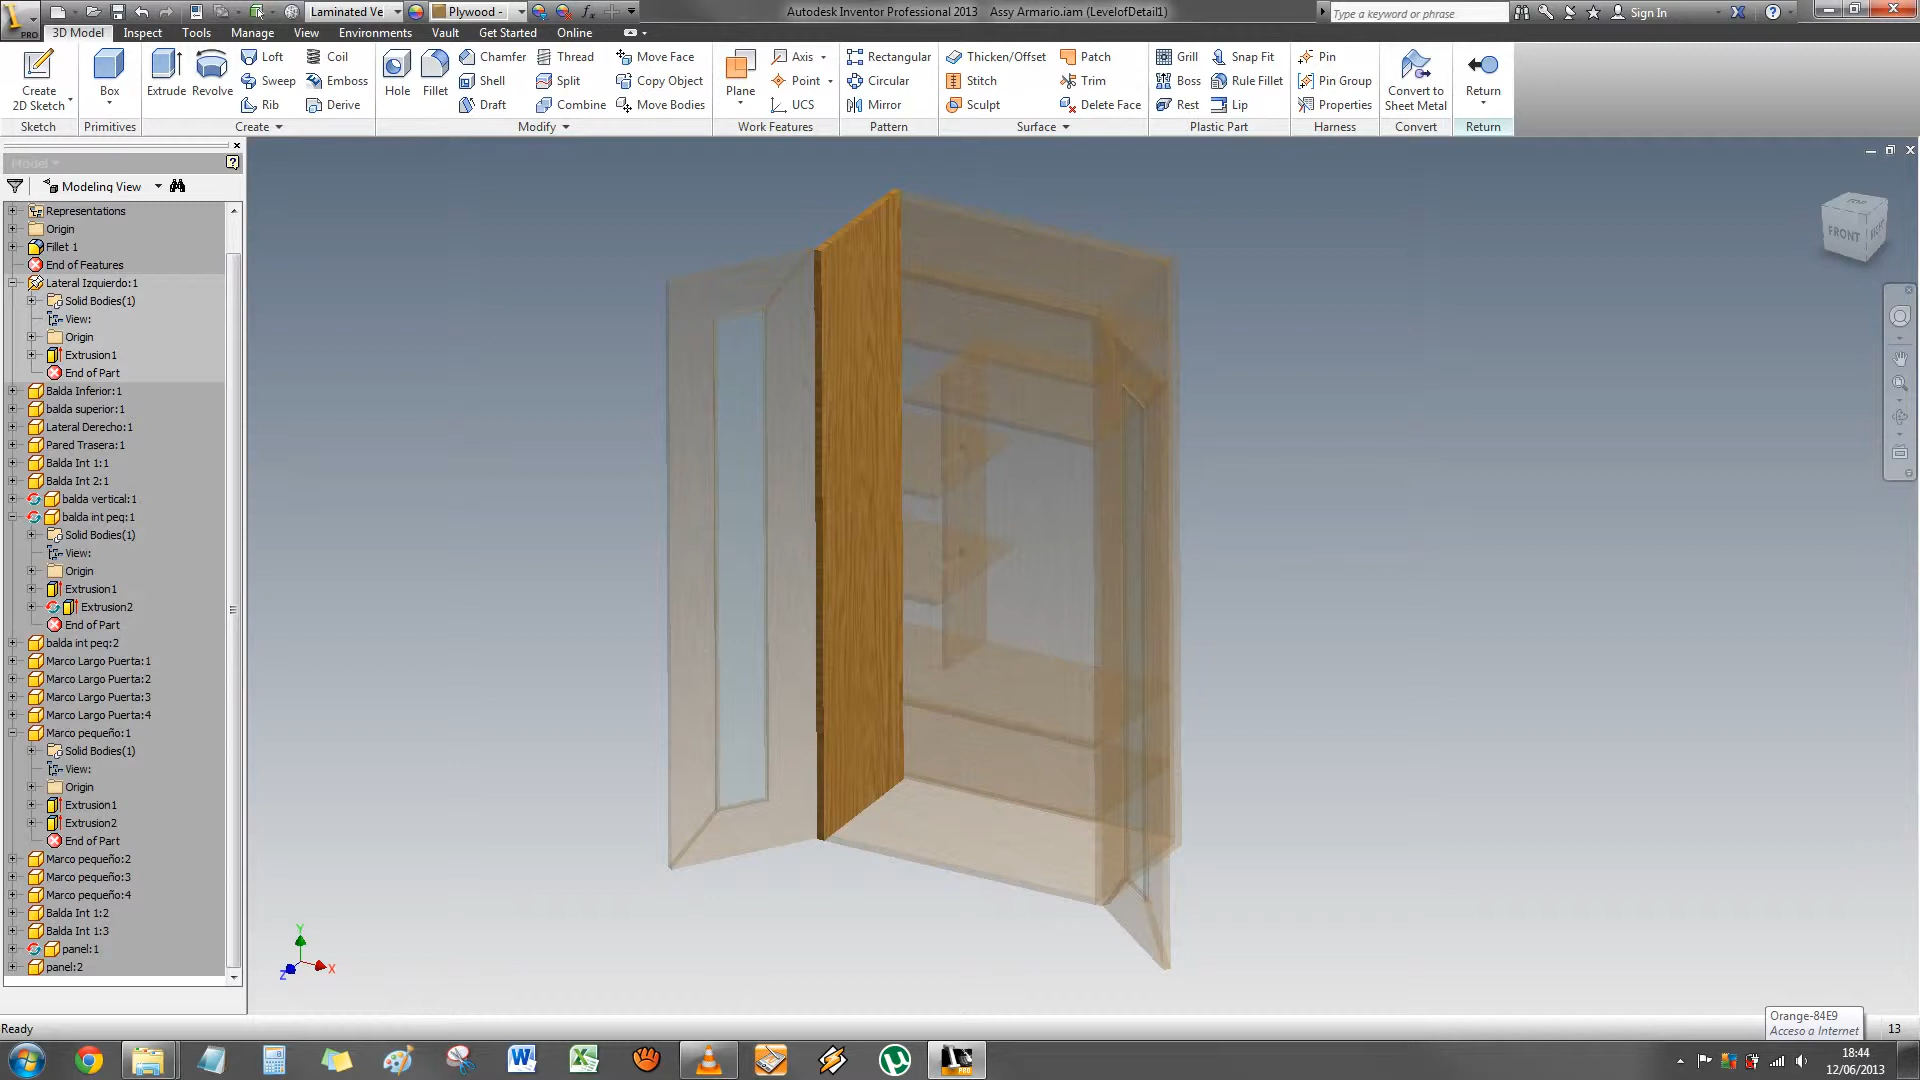 Laminated Ve
Plywood -
Autodesk Inventor Professional 2013 Assy Armario.iam (LevelofDetail1)
Type a keyword or phrase
Sign In
PRO
3D Model
Inspect
Tools
Manage
View
Environments
Vault
Get Started
Online
Create
2D Sketch
Sketch
Box
Primitives
Extrude
Revolve
Loft
Sweep
Rib
Coil
Emboss
Derive
Create
Hole
Fillet
Chamfer
Shell
Draft
Thread
Split
Combine
Move Face
Copy Object
Move Bodies
Modify
Plane
Axis
Point
UCS
Work Features
Rectangular
Circular
Mirror
Pattern
Thicken/Offset
Stitch
Sculpt
Patch
Trim
Delete Face
Surface
Grill
Boss
Rest
Snap Fit
Rule Fillet
Lip
Plastic Part
Pin
Pin Group
Properties
Harness
Convert to
Sheet Metal
Convert
Return
Return
Model
Modeling View
Representations
Origin
Fillet 1
End of Features
Lateral Izquierdo:1
Solid Bodies(1)
View:
Origin
Extrusion1
End of Part
Balda Inferior:1
balda superior:1
Lateral Derecho:1
Pared Trasera:1
Balda Int 1:1
Balda Int 2:1
balda vertical:1
balda int peq:1
Solid Bodies(1)
View:
Origin
Extrusion1
Extrusion2
End of Part
balda int peq:2
Marco Largo Puerta:1
Marco Largo Puerta:2
Marco Largo Puerta:3
Marco Largo Puerta:4
Marco pequeño:1
Solid Bodies(1)
View:
Origin
Extrusion1
Extrusion2
End of Part
Marco pequeño:2
Marco pequeño:3
Marco pequeño:4
Balda Int 1:2
Balda Int 1:3
panel:1
panel:2
TOP
FRONT
RIGHT
Y
X
Z
Ready
Orange-84E9
Acceso a Internet
13
18:44
12/06/2013